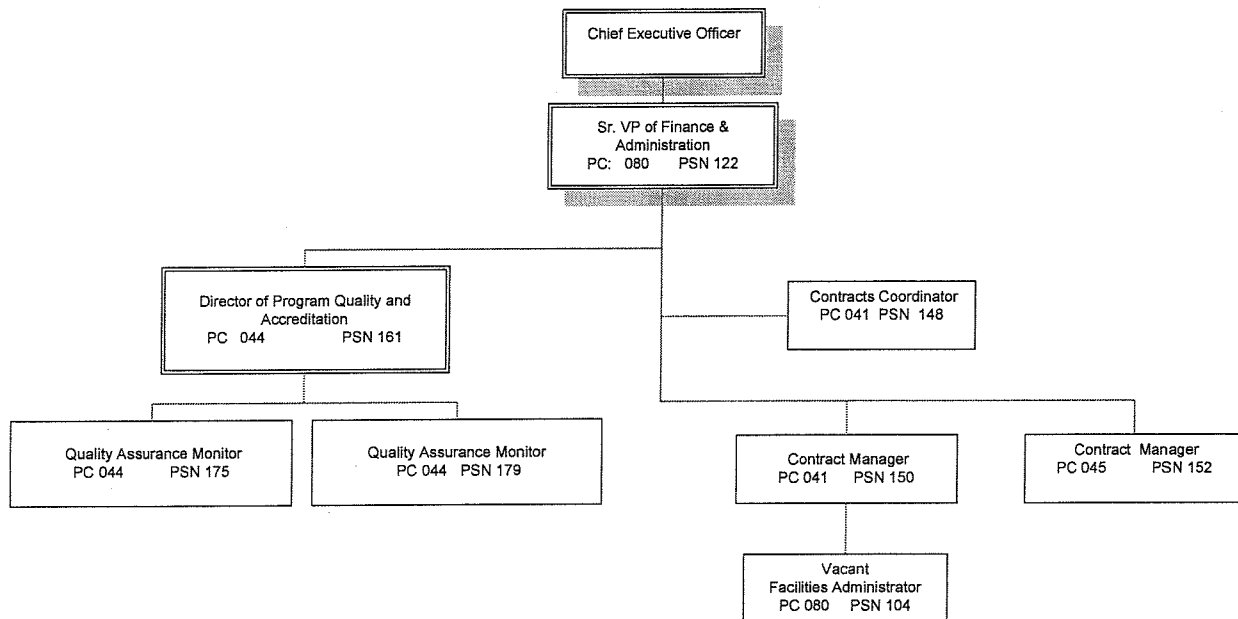 Chief Executive Officer
Sr. VP of Finance &
Administration
PC: 080 PSN 122
Director of Program Quality and
Accreditation
PC 044 PSN 161
Contracts Coordinator
PC 041 PSN 148
Quality Assurance Monitor
PC 044 PSN 175
Quality Assurance Monitor
PC 044 PSN 179
Contract Manager
PC 041 PSN 150
Contract Manager
PC 045 PSN 152
Vacant
Facilities Administrator
PC 080 PSN 104